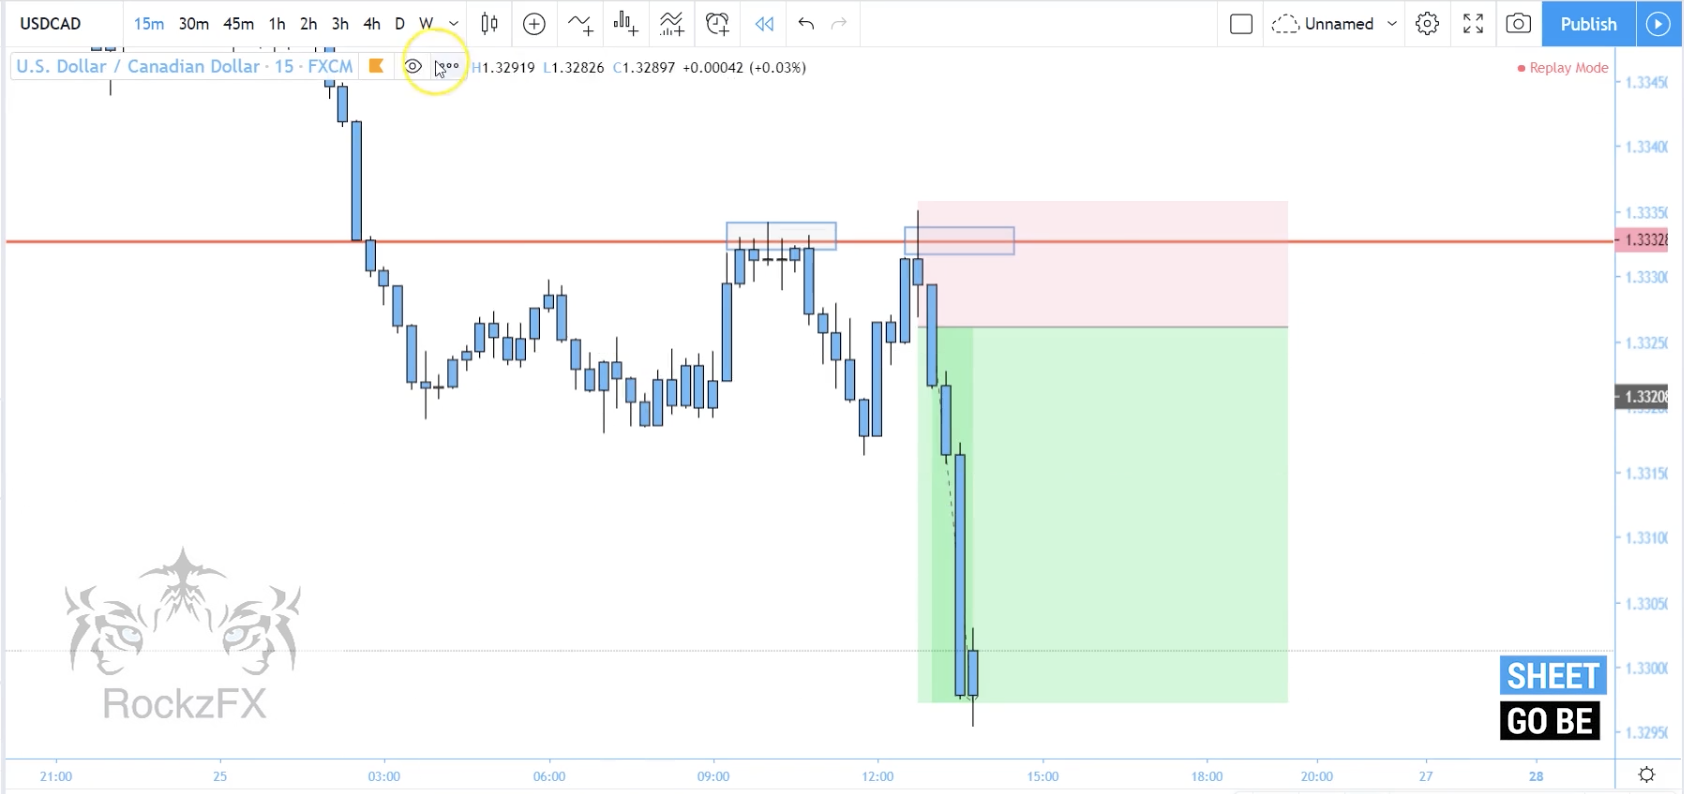 USDCAD 15m 30m 45m 1h 2h 3h 4h D W Unnamed Publish
U.S. Dollar / Canadian Dollar · 15 · FXCM H1.32919 L1.32826 C1.32897 +0.00042 (+0.03%) Replay Mode
1.3345
1.3340
1.3335
1.3332
1.3330
1.3325
1.3320
1.3315
1.3310
1.3305
1.3300
1.3295
RockzFX
SHEET
GO BE
21:00 25 03:00 06:00 09:00 12:00 15:00 18:00 20:00 27 28